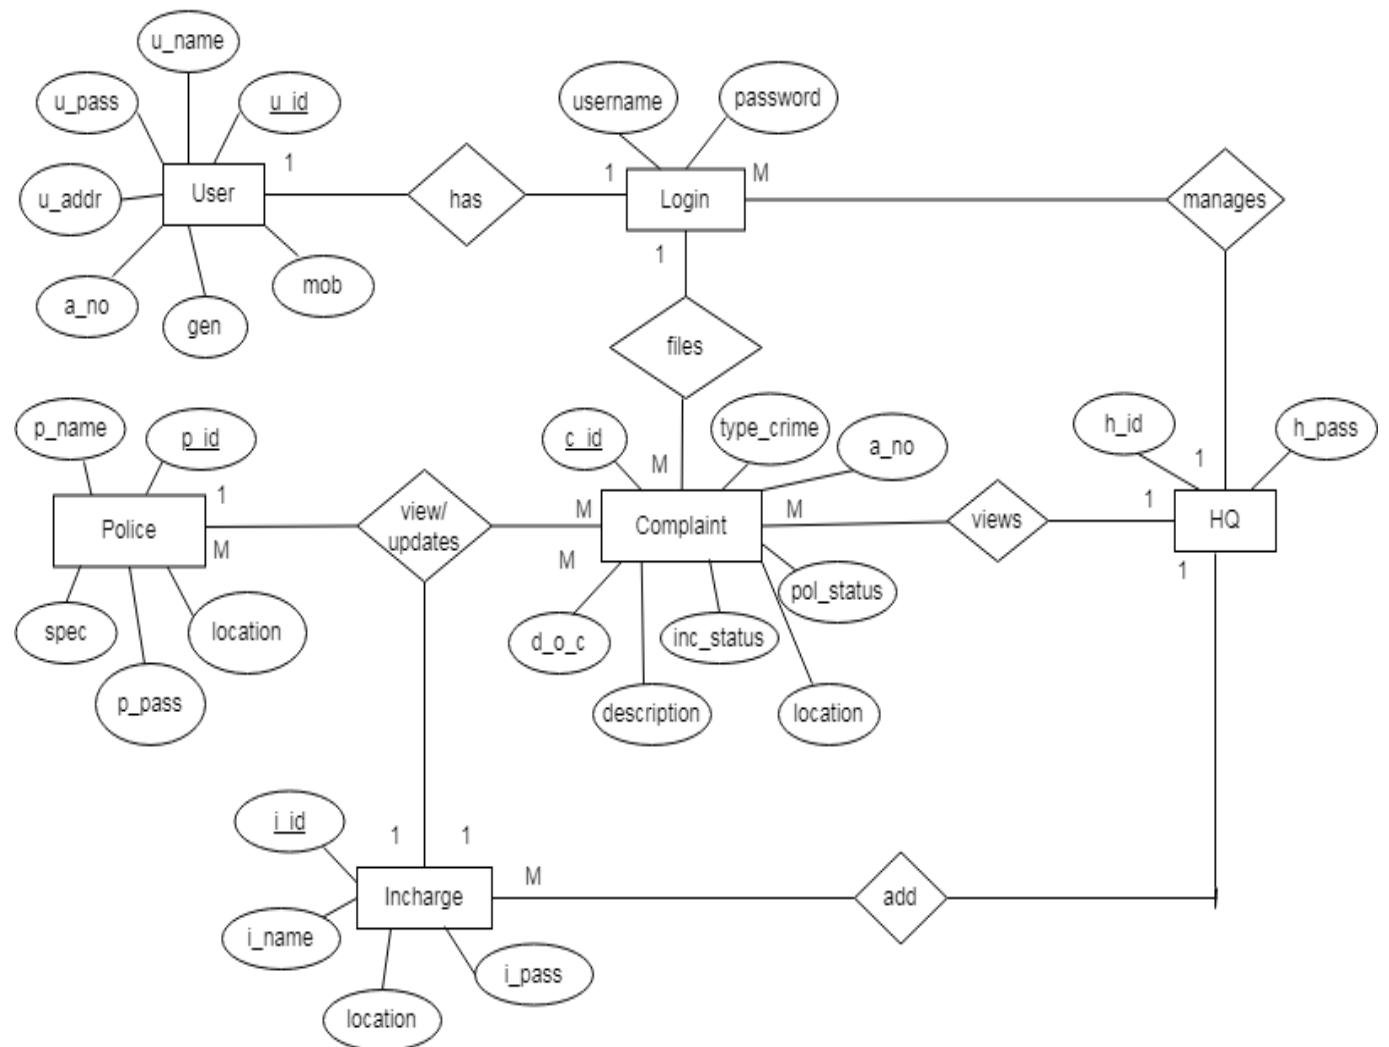 u_name
u_pass
u_id
username
password
1
1
M
User
has
Login
manages
u_addr
1
a_no
gen
mob
files
p_name
p_id
c_id
type_crime
a_no
h_id
h_pass
M
1
1
view/
updates
M
M
1
Police
Complaint
views
HQ
M
M
1
spec
location
d_o_c
inc_status
pol_status
p_pass
description
location
i_id
1
1
M
Incharge
add
i_name
i_pass
location